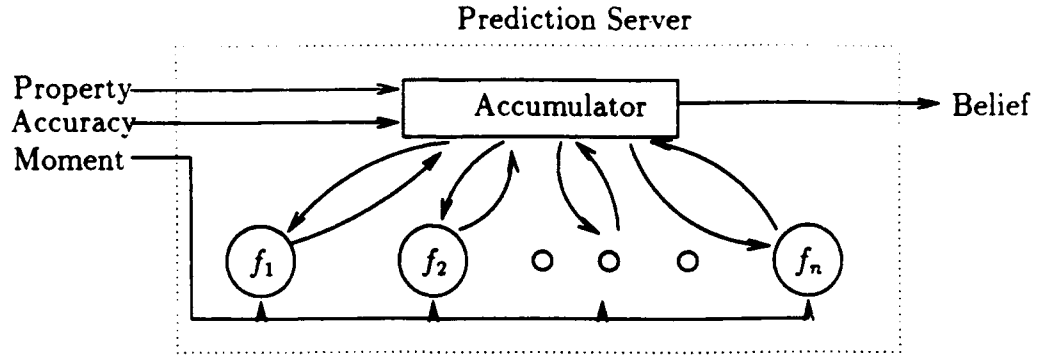 Prediction Server
Property
Accuracy
Moment
Accumulator
Belief
f₁
f₂
fₙ